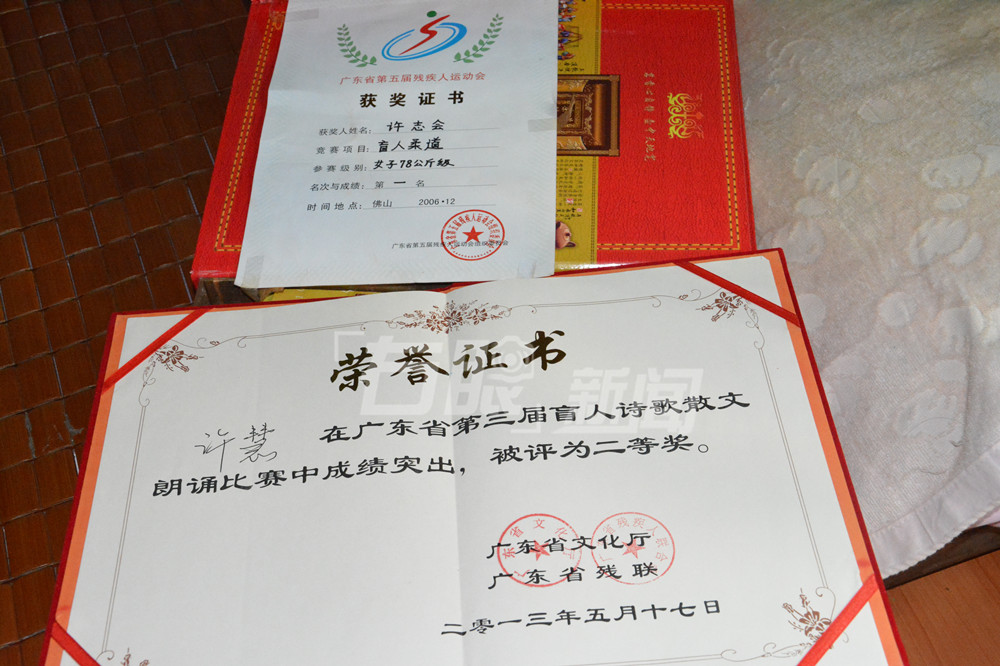 广东省第五届残疾人运动会
获奖证书
获奖人姓名: 许志会
竞赛项目: 盲人柔道
参赛级别: 女子78公斤级
名次与成绩: 第 一 名
时间地点: 佛山 2006·12
荣誉证书
新闻
许慧 在广东省第三届盲人诗歌散文
朗诵比赛中成绩突出，被评为二等奖。
广东省文化厅
广东省残联
二零一三年五月十七日